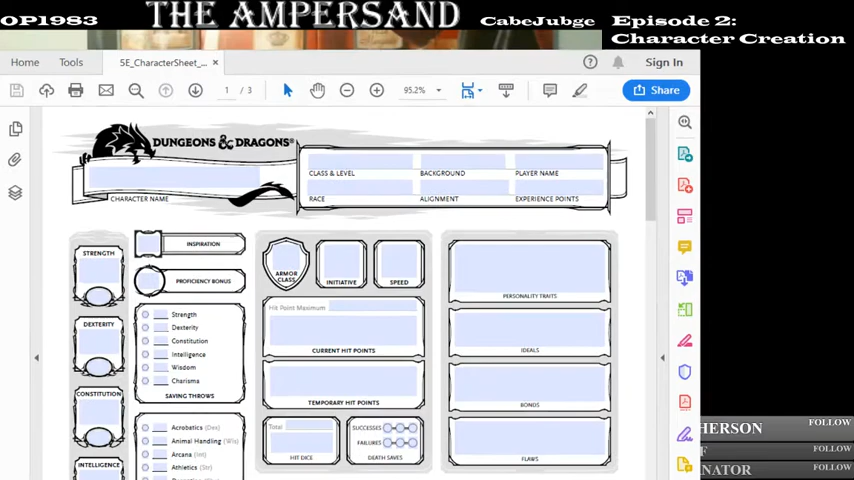 OP1983 THE AMPERSAND CabeJudge Episode 2:
Character Creation
Home Tools 5E_CharacterSheet_... × Sign In
1 / 3 95.2% Share
DUNGEONS & DRAGONS®
CLASS & LEVEL BACKGROUND PLAYER NAME
CHARACTER NAME RACE ALIGNMENT EXPERIENCE POINTS
STRENGTH
INSPIRATION
PROFICIENCY BONUS
DEXTERITY
Strength
Dexterity
Constitution
Intelligence
Wisdom
Charisma
SAVING THROWS
CONSTITUTION
INTELLIGENCE
Acrobatics (Dex)
Animal Handling (Wis)
Arcana (Int)
Athletics (Str)
ARMOR
CLASS
INITIATIVE SPEED
Hit Point Maximum
CURRENT HIT POINTS
TEMPORARY HIT POINTS
Total
HIT DICE
SUCCESSES
FAILURES
DEATH SAVES
PERSONALITY TRAITS
IDEALS
BONDS
FLAWS
HERSON FOLLOW
F FOLLOW
NATOR FOLLOW